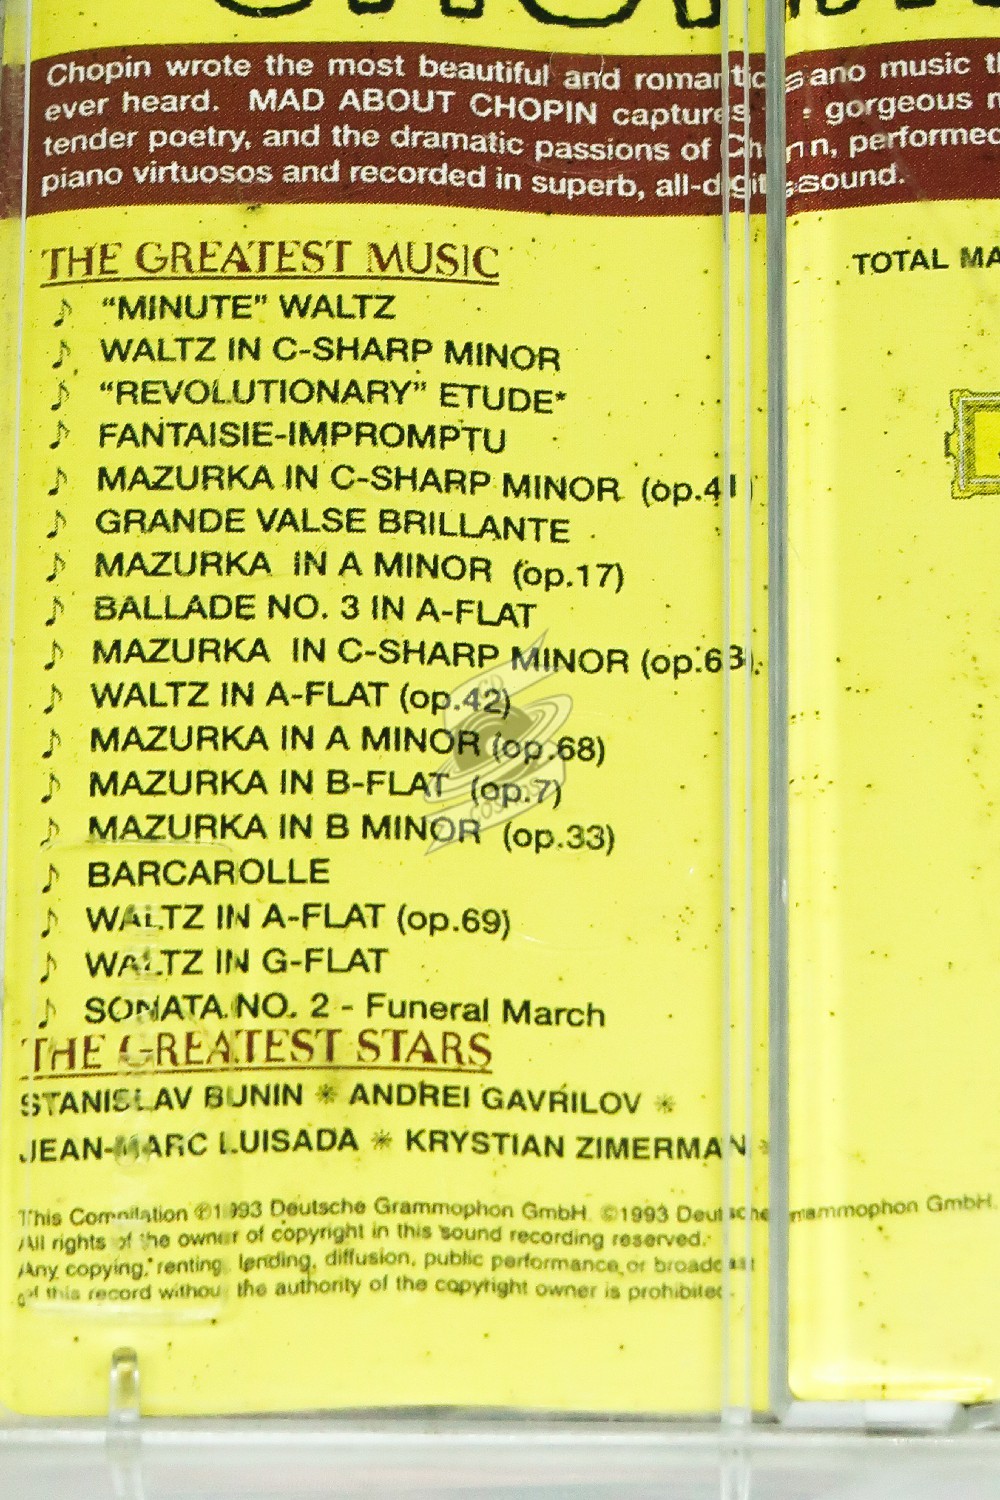 Chopin wrote the most beautiful and romantic piano music
ever heard. MAD ABOUT CHOPIN captures gorgeous
tender poetry, and the dramatic passions of Chopin, performed
piano virtuosos and recorded in superb, all-digital sound.
THE GREATEST MUSIC
TOTAL
♪ “MINUTE” WALTZ
♪ WALTZ IN C-SHARP MINOR
♪ “REVOLUTIONARY” ETUDE*
♪ FANTAISIE-IMPROMPTU
♪ MAZURKA IN C-SHARP MINOR (op.41)
♪ GRANDE VALSE BRILLANTE
♪ MAZURKA IN A MINOR (op.17)
♪ BALLADE NO. 3 IN A-FLAT
♪ MAZURKA IN C-SHARP MINOR (op.63)
♪ WALTZ IN A-FLAT (op.42)
♪ MAZURKA IN A MINOR (op.68)
♪ MAZURKA IN B-FLAT (op.7)
♪ MAZURKA IN B MINOR (op.33)
♪ BARCAROLLE
♪ WALTZ IN A-FLAT (op.69)
♪ WALTZ IN G-FLAT
♪ SONATA NO. 2 - Funeral March
THE GREATEST STARS
STANISLAV BUNIN * ANDREI GAVRILOV *
JEAN-MARC LUISADA * KRYSTIAN ZIMERMAN *
This Compilation ℗1993 Deutsche Grammophon GmbH. ©1993 Deutsche Grammophon GmbH.
All rights of the owner of copyright in this sound recording reserved.
Any copying, renting, lending, diffusion, public performance or broadcast
of this record without the authority of the copyright owner is prohibited.